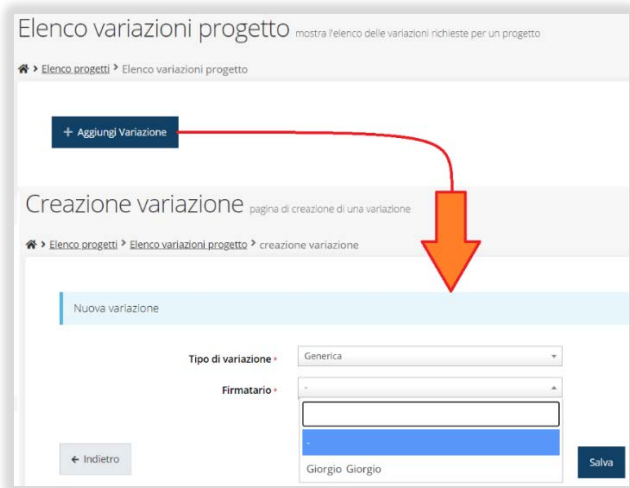 Elenco variazioni progetto mostra l'elenco delle variazioni richieste per un progetto
> Elenco progetti > Elenco variazioni progetto
+ Aggiungi Variazione
Creazione variazione pagina di creazione di una variazione
> Elenco progetti > Elenco variazioni progetto > creazione variazione
Nuova variazione
Tipo di variazione * Generica
Firmatario * -
-
Giorgio Giorgio
← Indietro
Salva